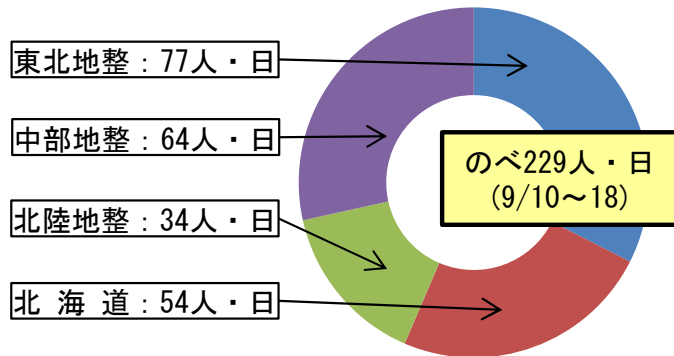 東北地整：77人・日
中部地整：64人・日
北陸地整：34人・日
北 海 道：54人・日
のべ229人・日
(9/10～18)